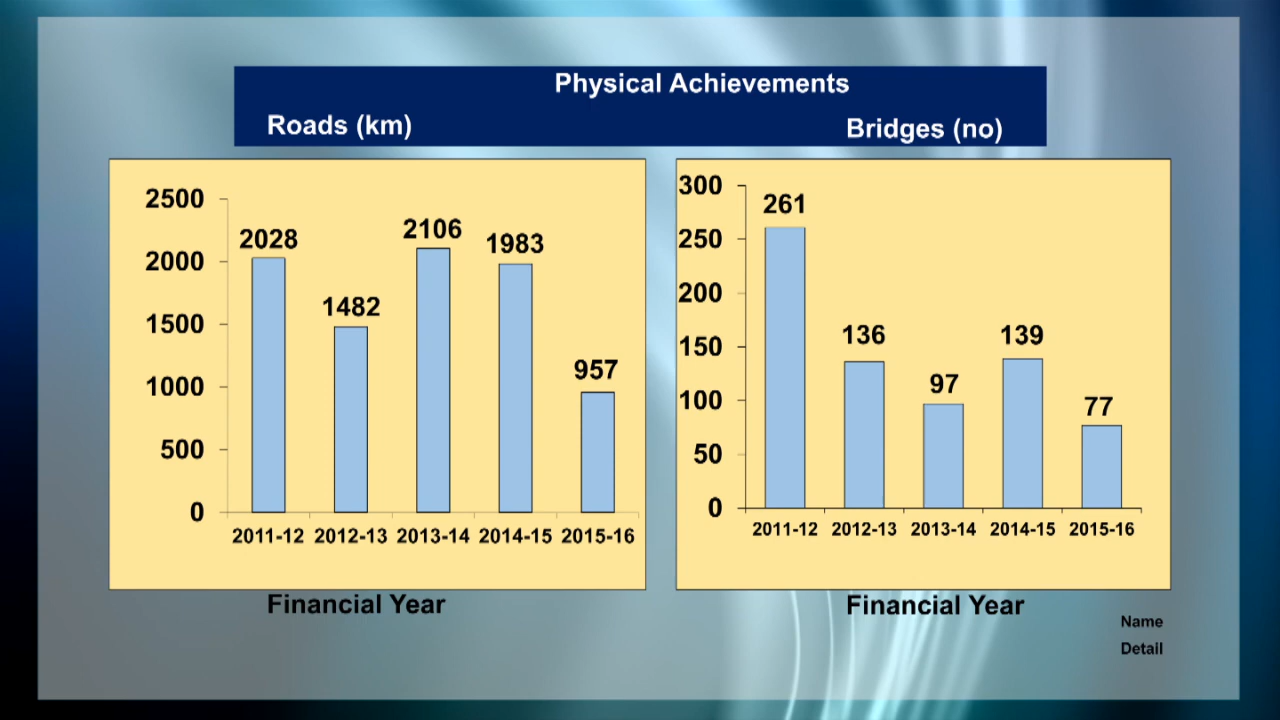 Physical Achievements
Roads (km)
Bridges (no)
2500
2000
1500
1000
500
0
2028
1482
2106
1983
957
2011-12 2012-13 2013-14 2014-15 2015-16
Financial Year
300
250
200
150
100
50
0
261
136
97
139
77
2011-12 2012-13 2013-14 2014-15 2015-16
Financial Year
Name
Detail